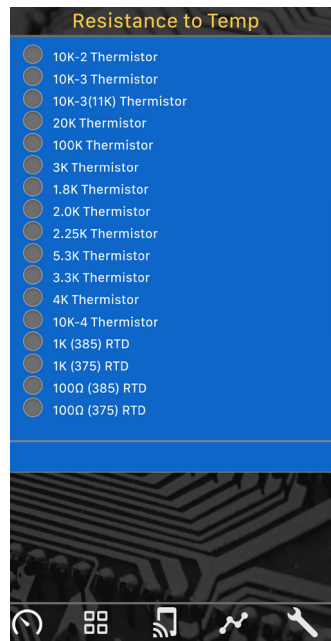 Resistance to Temp
10K-2 Thermistor
10K-3 Thermistor
10K-3(11K) Thermistor
20K Thermistor
100K Thermistor
3K Thermistor
1.8K Thermistor
2.0K Thermistor
2.25K Thermistor
5.3K Thermistor
3.3K Thermistor
4K Thermistor
10K-4 Thermistor
1K (385) RTD
1K (375) RTD
100Ω (385) RTD
100Ω (375) RTD